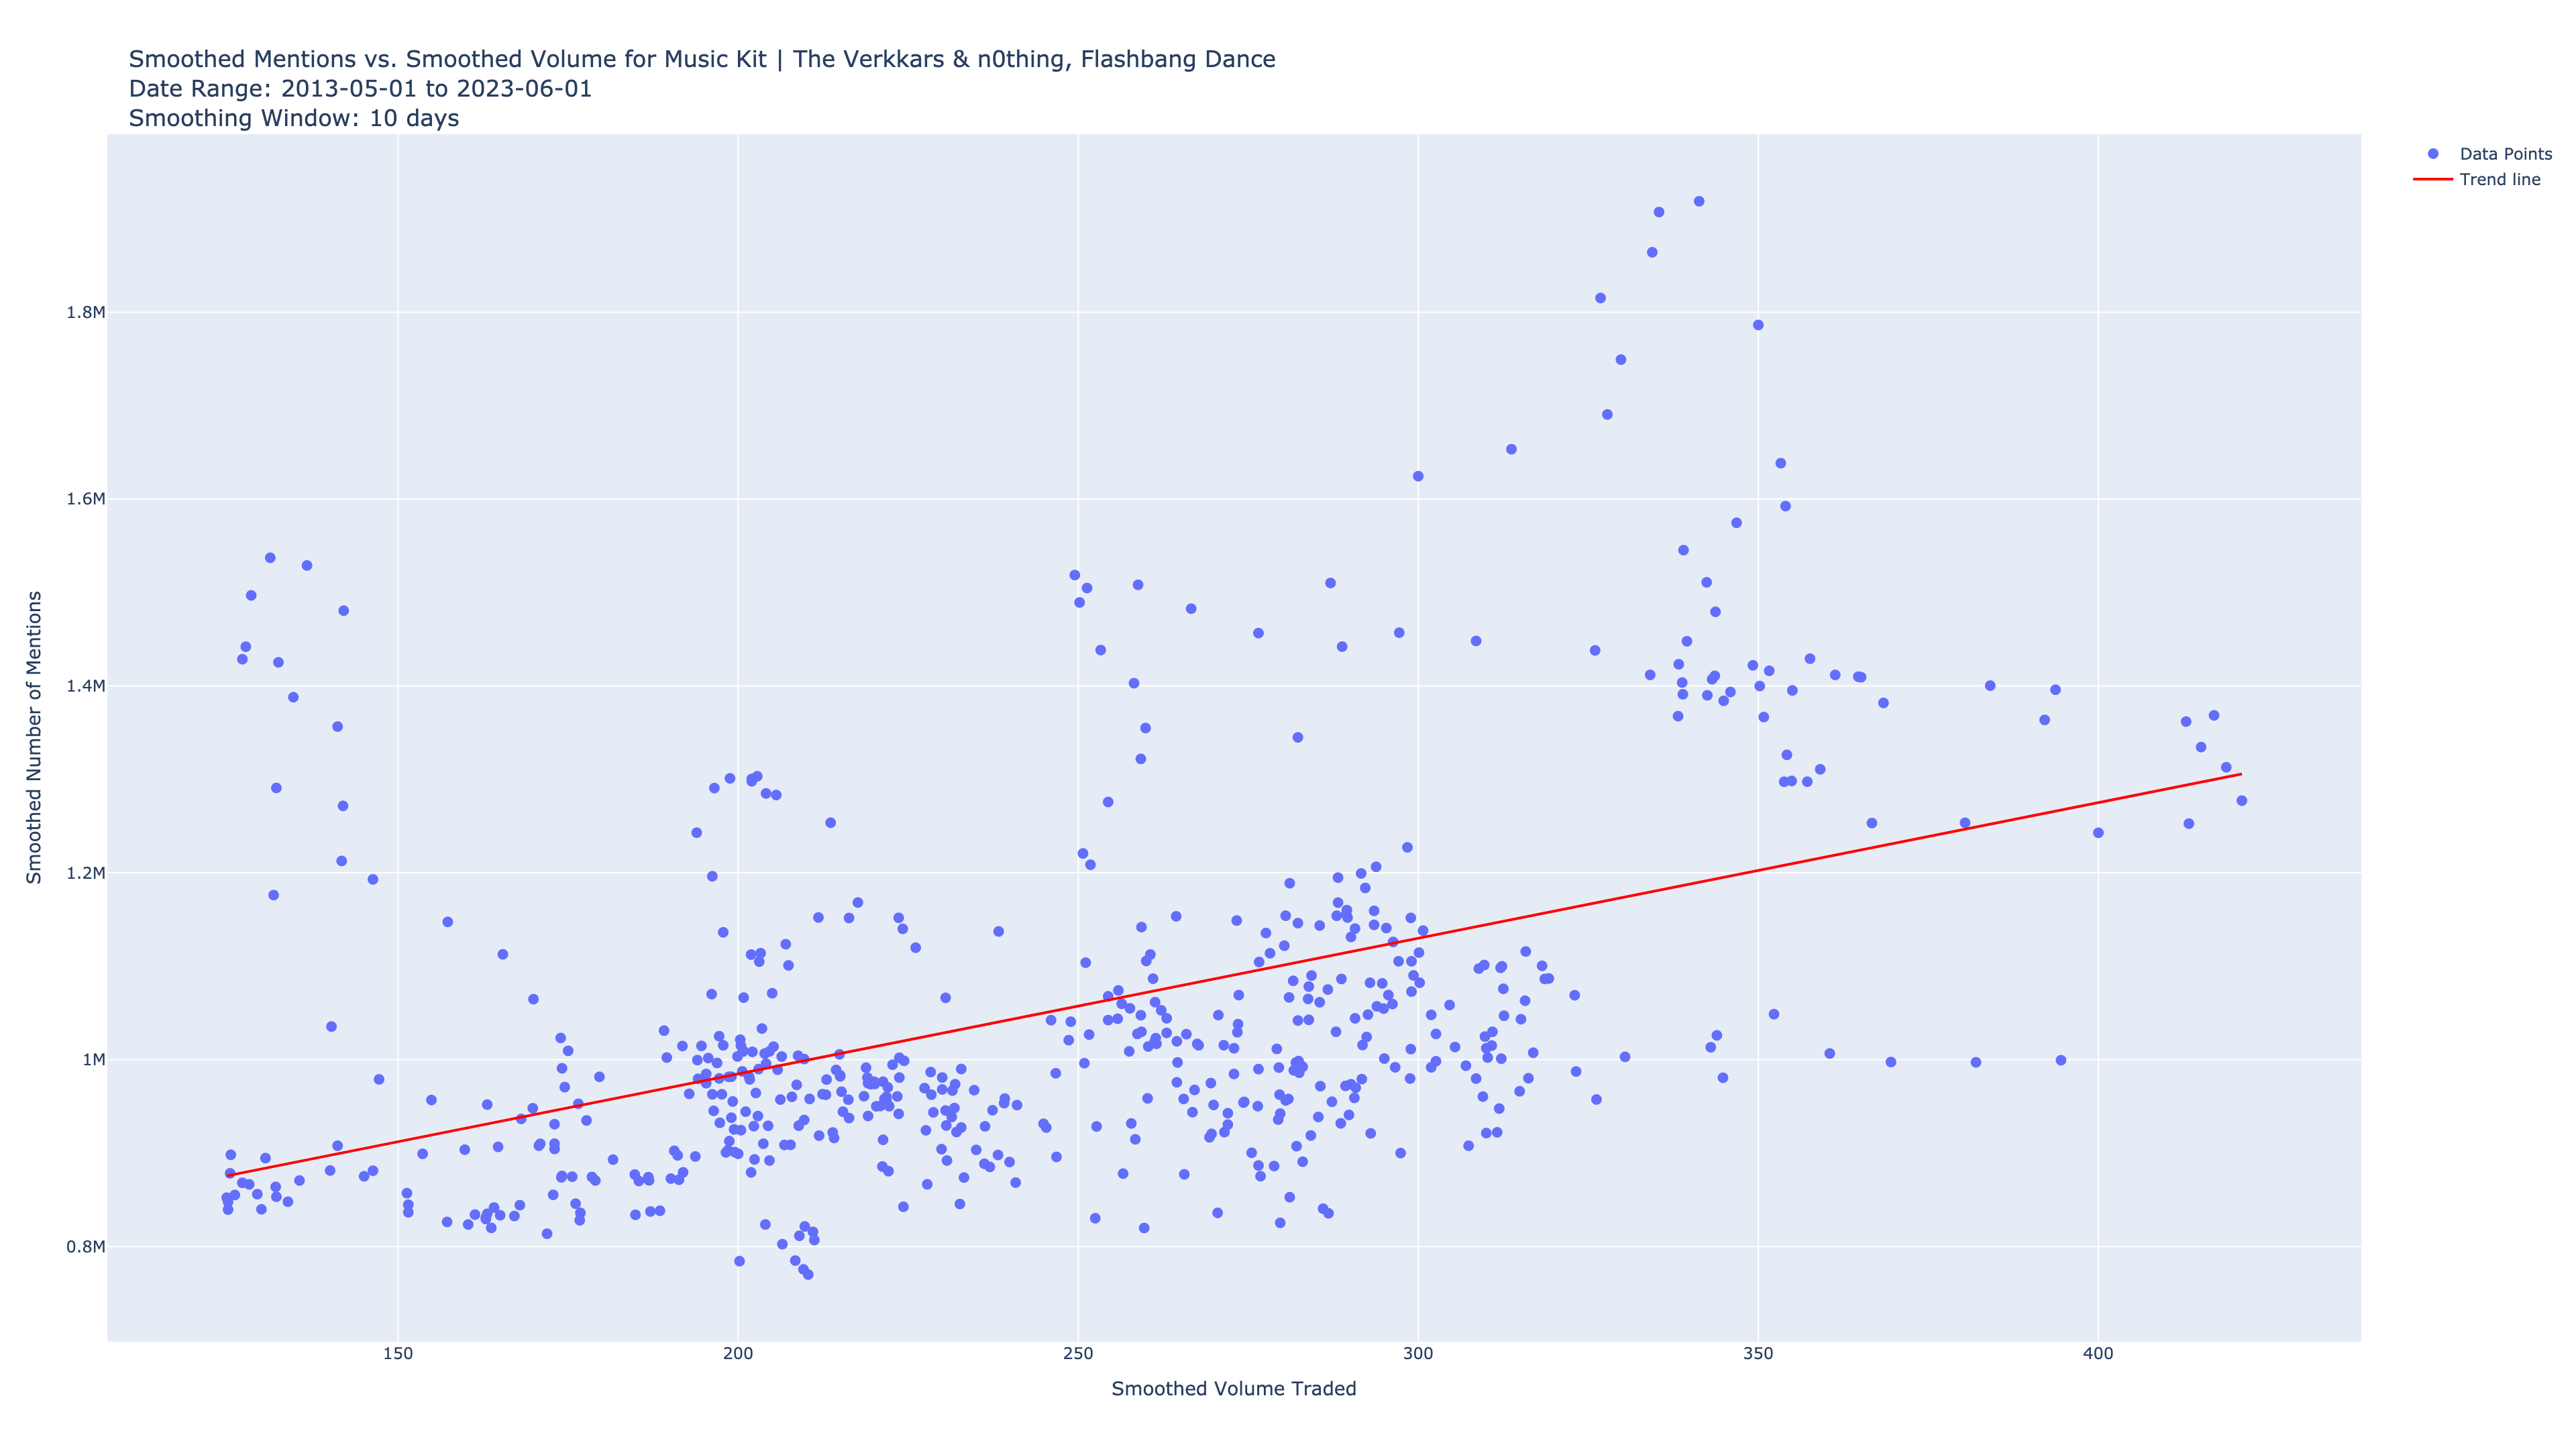 Smoothed Mentions vs. Smoothed Volume for Music Kit | The Verkkars & n0thing, Flashbang Dance
Date Range: 2013-05-01 to 2023-06-01
Smoothing Window: 10 days
Data Points
Trend line
Smoothed Number of Mentions
1.8M
1.6M
1.4M
1.2M
1M
0.8M
150
200
250
300
350
400
Smoothed Volume Traded